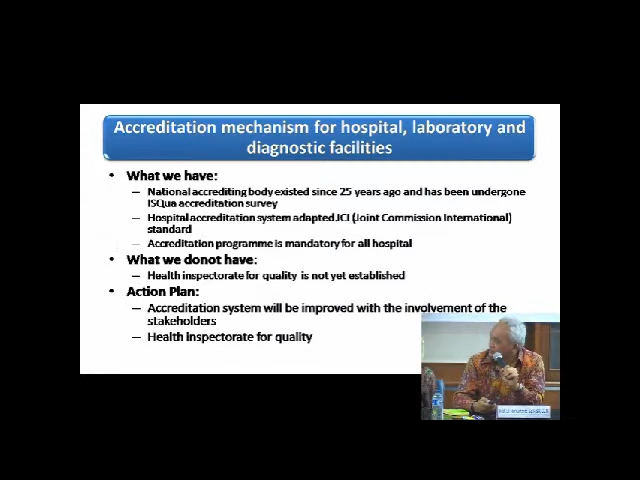 Accreditation mechanism for hospital, laboratory and
diagnostic facilities
• What we have:
– National accrediting body existed since 25 years ago and has been undergone
ISQua accreditation survey
– Hospital accreditation system adapted JCI (Joint Commission International)
standard
– Accreditation programme is mandatory for all hospital
• What we donot have:
– Health inspectorate for quality is not yet established
• Action Plan:
– Accreditation system will be improved with the involvement of the
stakeholders
– Health inspectorate for quality